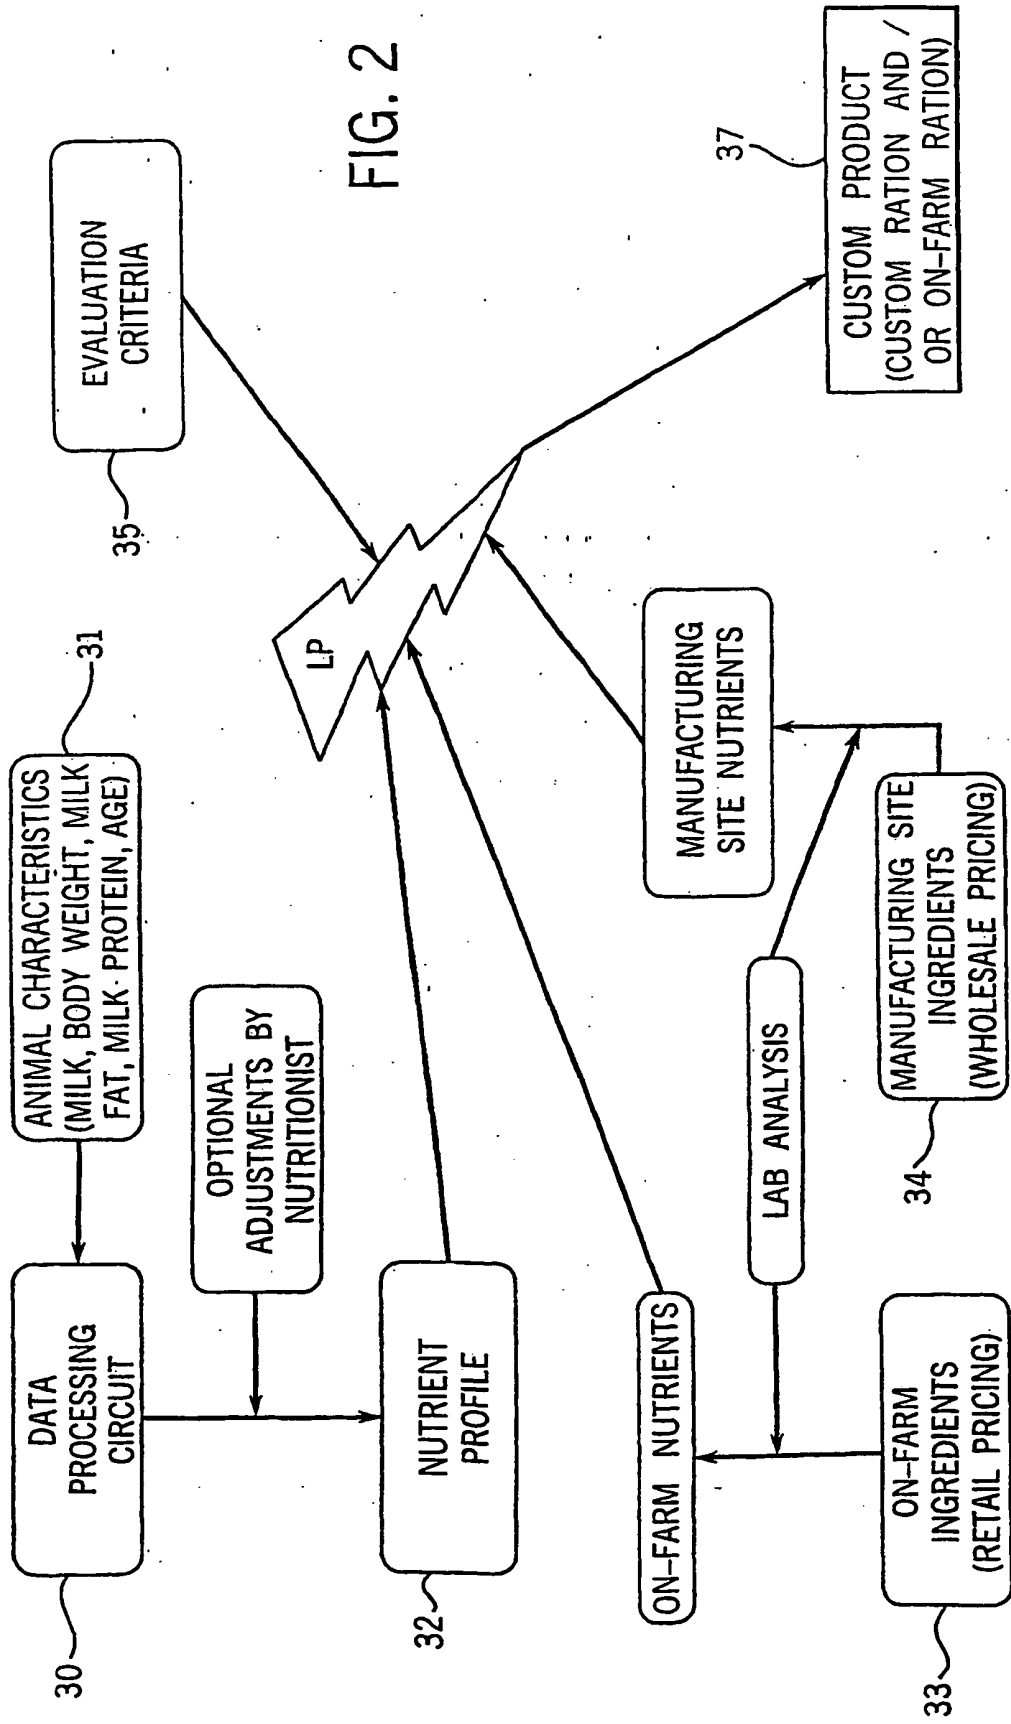 30
DATA
PROCESSING
CIRCUIT
ANIMAL CHARACTERISTICS
(MILK, BODY WEIGHT, MILK
FAT, MILK PROTEIN, AGE)
31
35
EVALUATION
CRITERIA
OPTIONAL
ADJUSTMENTS BY
NUTRITIONIST
LP
FIG. 2
32
NUTRIENT
PROFILE
ON-FARM NUTRIENTS
MANUFACTURING
SITE NUTRIENTS
LAB ANALYSIS
33
ON-FARM
INGREDIENTS
(RETAIL PRICING)
34
MANUFACTURING SITE
INGREDIENTS
(WHOLESALE PRICING)
37
CUSTOM PRODUCT
(CUSTOM RATION AND /
OR ON-FARM RATION)